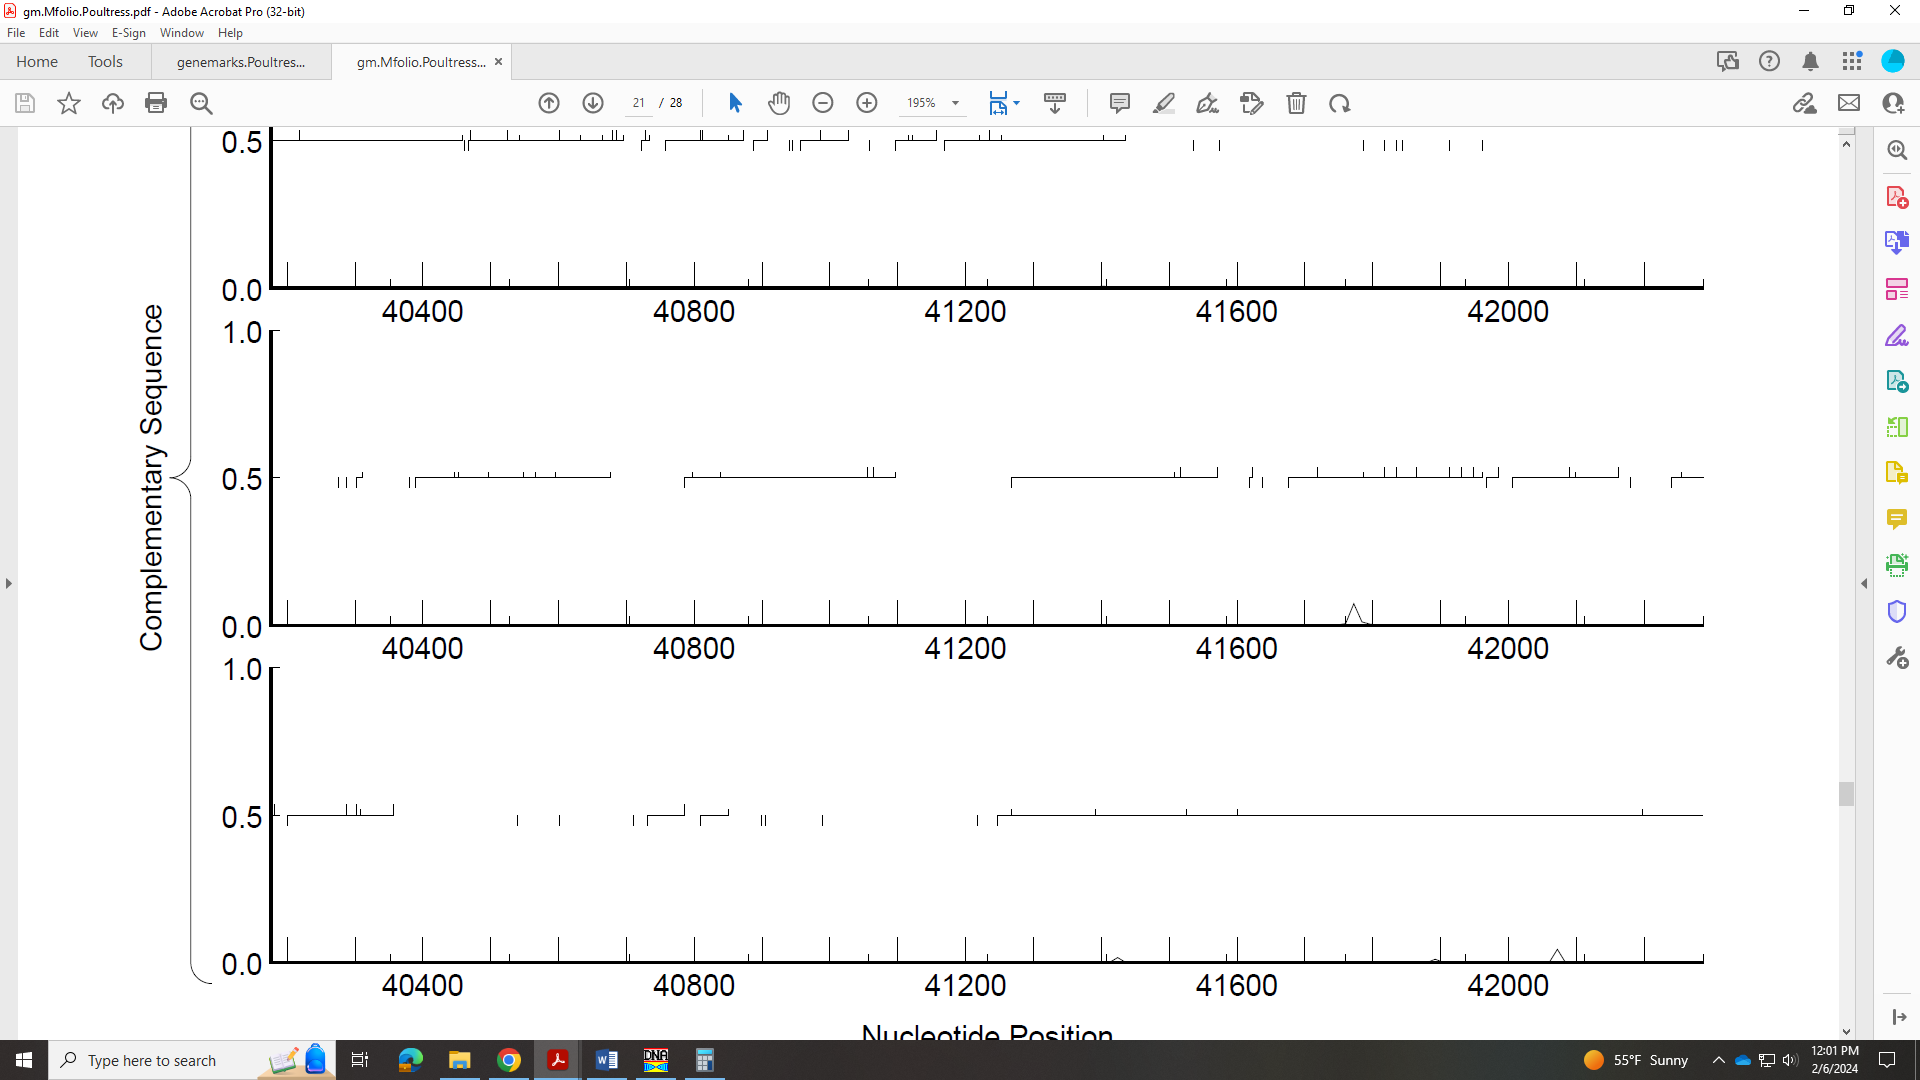 gm.Mfolio.Poultress.pdf - Adobe Acrobat Pro (32-bit)
File Edit View E-Sign Window Help
Home Tools genemarks.Poultres... gm.Mfolio.Poultress... ×
21 / 28 195%
0.5
0.0
40400 40800 41200 41600 42000
1.0
0.5
0.0
40400 40800 41200 41600 42000
1.0
0.5
0.0
40400 40800 41200 41600 42000
Complementary Sequence
Nucleotide Position
Type here to search
DNA
55°F Sunny
12:01 PM
2/6/2024